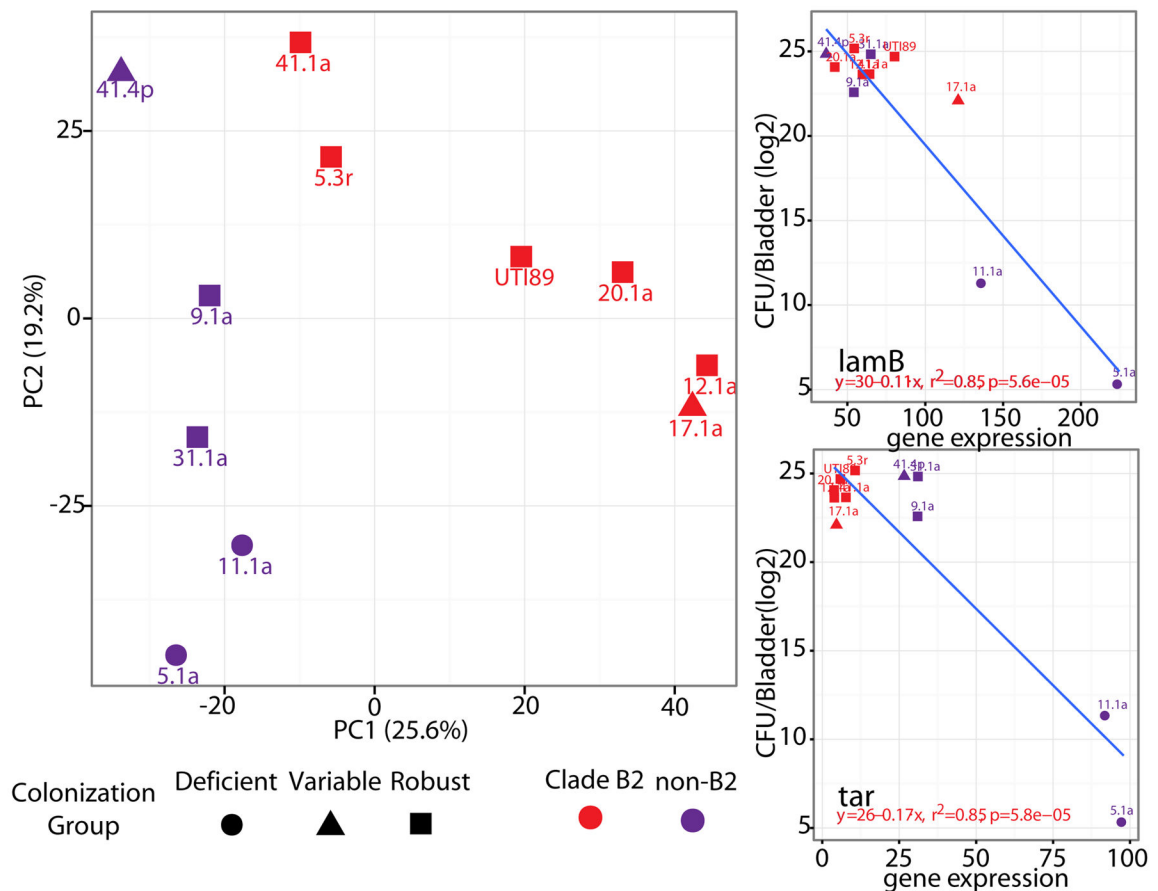 PC2 (19.2%)
25
0
-25
41.4p
41.1a
5.3r
UTI89
20.1a
9.1a
12.1a
17.1a
31.1a
11.1a
5.1a
-20
0
20
40
PC1 (25.6%)
Colonization
Group
Deficient
Variable
Robust
Clade B2
non-B2
CFU/Bladder (log2)
25
20
15
10
5
41.4p
5.3r
31.1a
UTI89
20.1a
9.1a
17.1a
11.1a
5.1a
lamB
y=30–0.11x, r2=0.85, p=5.6e–05
50
100
150
200
gene expression
CFU/Bladder(log2)
25
20
15
10
5
5.3r
41.4p
9.1a
17.1a
11.1a
5.1a
tar
y=26–0.17x, r2=0.85, p=5.8e–05
0
25
50
75
100
gene expression